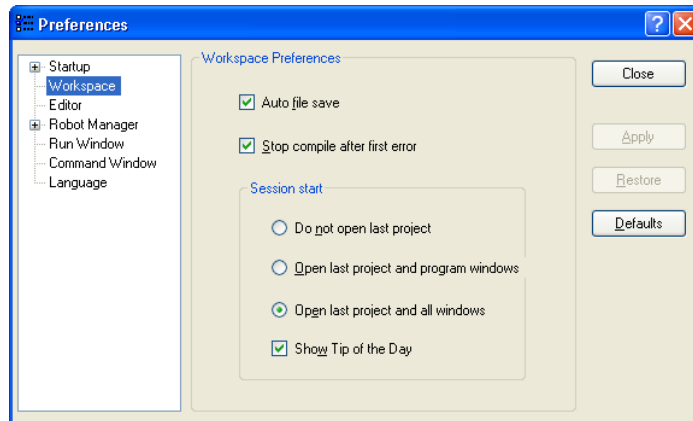 Preferences
Startup
Workspace
Editor
Robot Manager
Run Window
Command Window
Language
Workspace Preferences
Auto file save
Stop compile after first error
Session start
Do not open last project
Open last project and program windows
Open last project and all windows
Show Tip of the Day
Close
Apply
Restore
Defaults